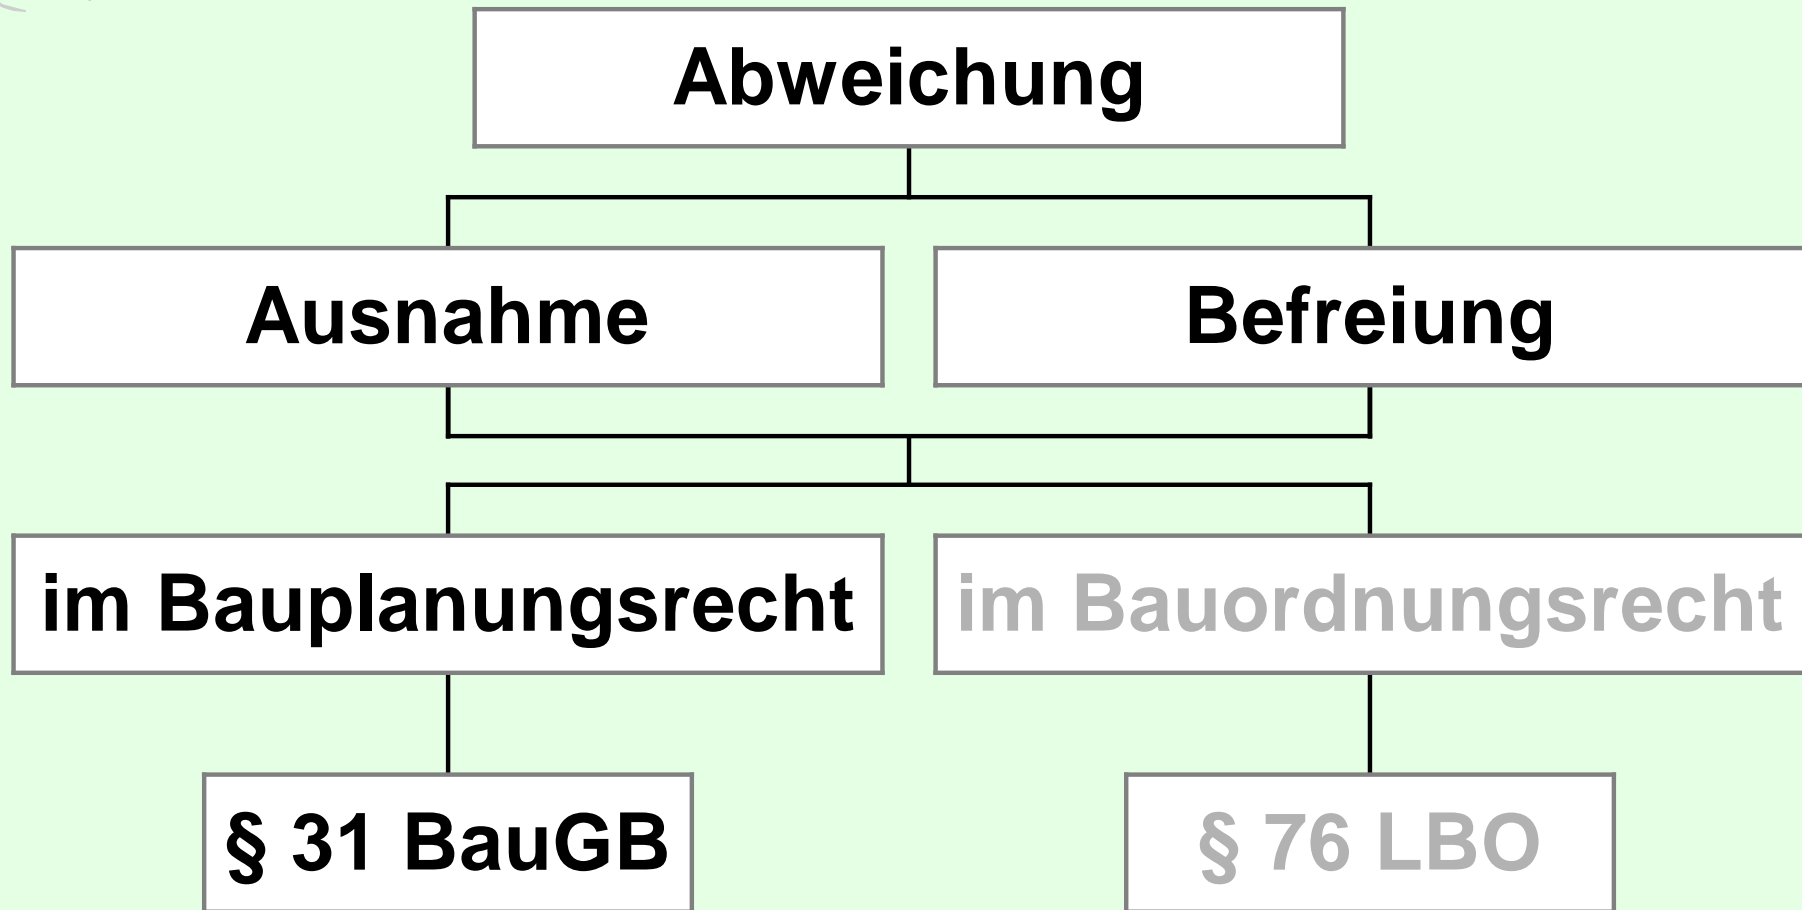 Abweichung
Ausnahme
Befreiung
im Bauplanungsrecht
im Bauordnungsrecht
§ 31 BauGB
§ 76 LBO